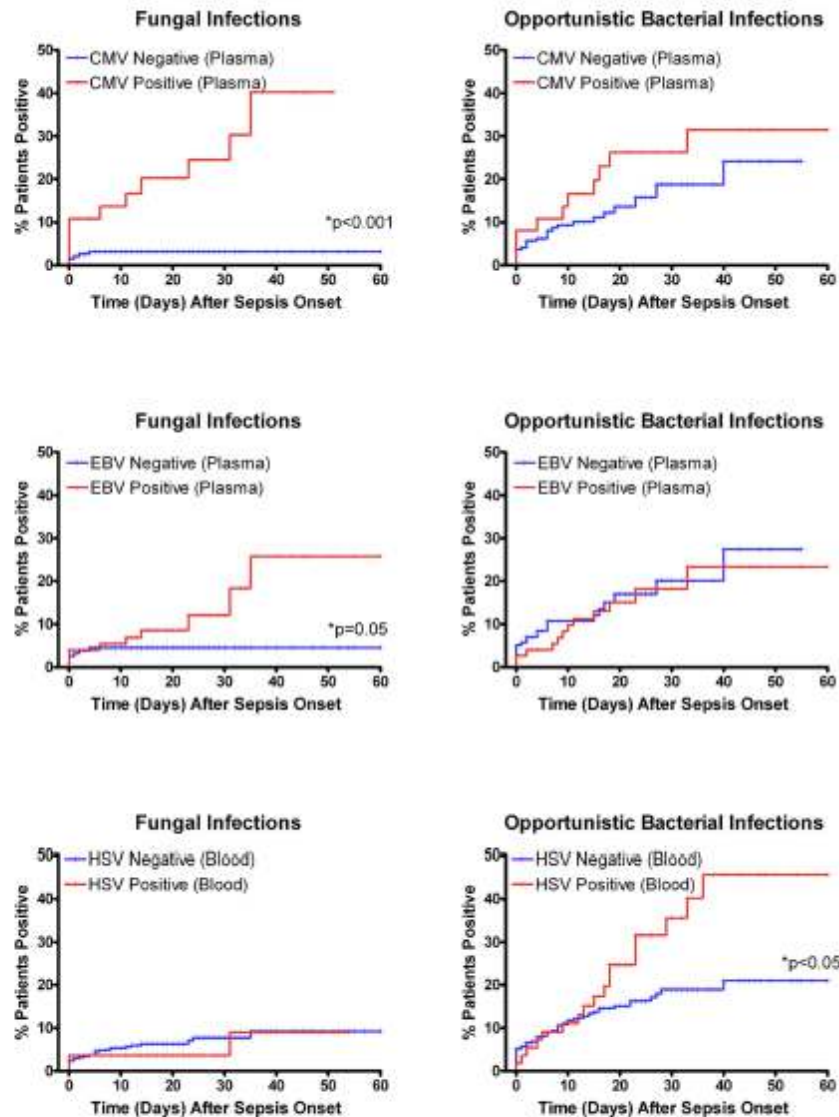 Fungal Infections
50
40
30
20
10
0
% Patients Positive
CMV Negative (Plasma)
CMV Positive (Plasma)
*p<0.001
0 10 20 30 40 50 60
Time (Days) After Sepsis Onset
Opportunistic Bacterial Infections
50
40
30
20
10
0
% Patients Positive
CMV Negative (Plasma)
CMV Positive (Plasma)
0 10 20 30 40 50 60
Time (Days) After Sepsis Onset
Fungal Infections
50
40
30
20
10
0
% Patients Positive
EBV Negative (Plasma)
EBV Positive (Plasma)
*p=0.05
0 10 20 30 40 50 60
Time (Days) After Sepsis Onset
Opportunistic Bacterial Infections
50
40
30
20
10
0
% Patients Positive
EBV Negative (Plasma)
EBV Positive (Plasma)
0 10 20 30 40 50 60
Time (Days) After Sepsis Onset
Fungal Infections
50
40
30
20
10
0
% Patients Positive
HSV Negative (Blood)
HSV Positive (Blood)
0 10 20 30 40 50 60
Time (Days) After Sepsis Onset
Opportunistic Bacterial Infections
50
40
30
20
10
0
% Patients Positive
HSV Negative (Blood)
HSV Positive (Blood)
*p<0.05
0 10 20 30 40 50 60
Time (Days) After Sepsis Onset